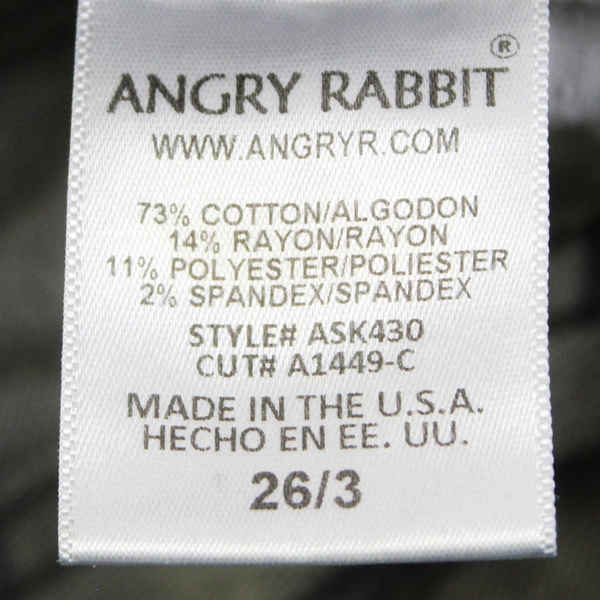 ®
ANGRY RABBIT
WWW.ANGRYR.COM
73% COTTON/ALGODON
14% RAYON/RAYON
11% POLYESTER/POLIESTER
2% SPANDEX/SPANDEX
STYLE# ASK430
CUT# A1449-C
MADE IN THE U.S.A.
HECHO EN EE. UU.
26/3